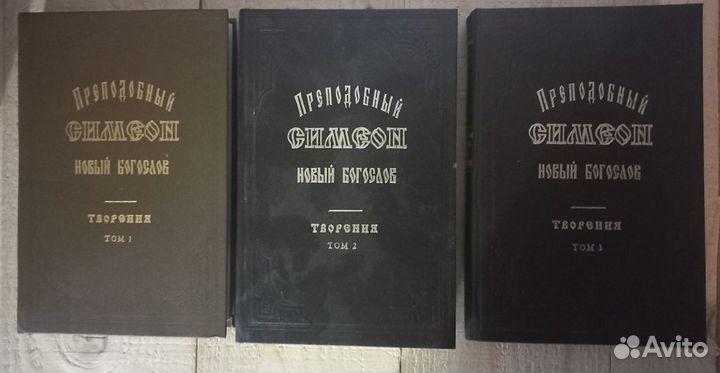 Преподобный
Симеон
Новый Богослов
Творения
Том 1
Преподобный
Симеон
Новый Богослов
Творения
Том 2
Преподобный
Симеон
Новый Богослов
Творения
Том 3
Avito